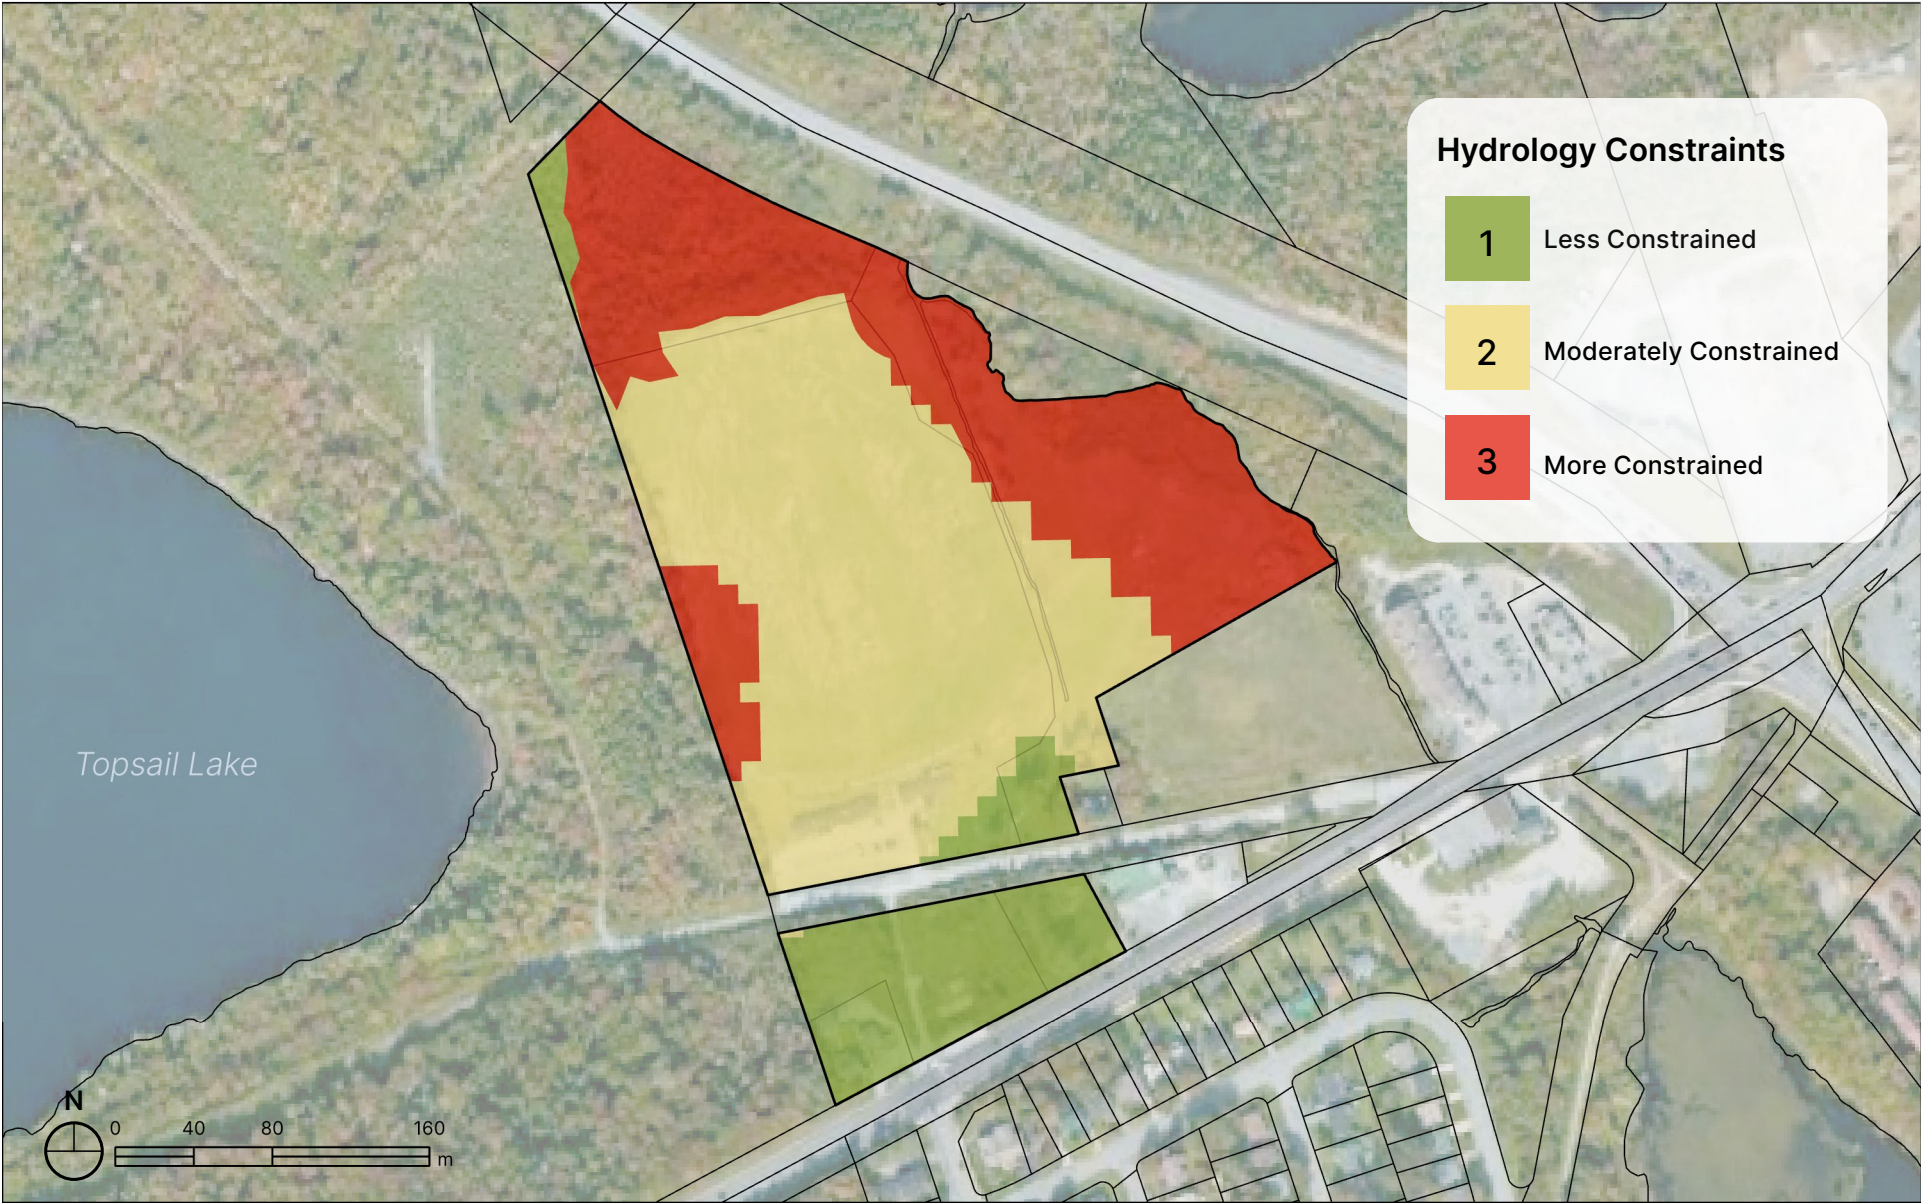 Hydrology Constraints
1 Less Constrained
2 Moderately Constrained
3 More Constrained
Topsail Lake
N
0 40 80 160
m